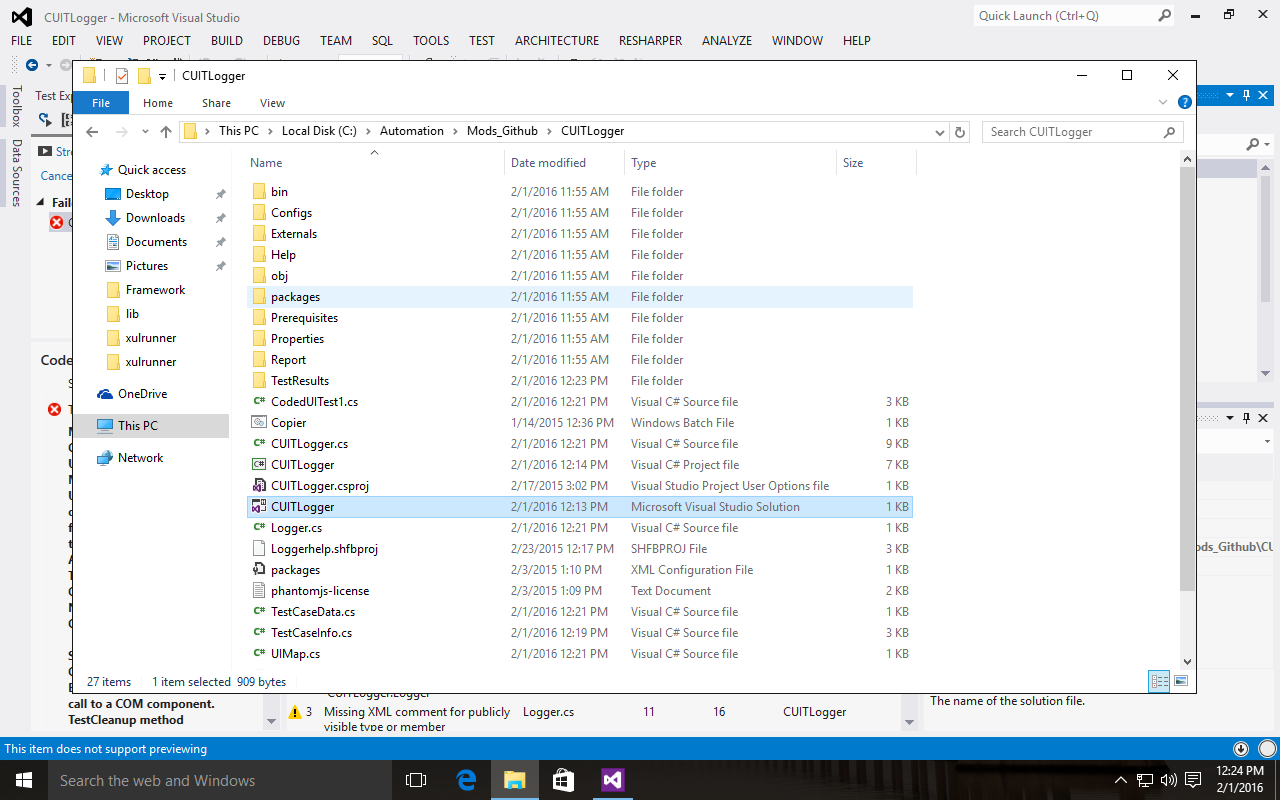 CUITLogger - Microsoft Visual Studio
Quick Launch (Ctrl+Q)
FILE EDIT VIEW PROJECT BUILD DEBUG TEAM SQL TOOLS TEST ARCHITECTURE RESHARPER ANALYZE WINDOW HELP
CUITLogger
File Home Share View
This PC > Local Disk (C:) > Automation > Mods_Github > CUITLogger
Search CUITLogger
Toolbox
Data Sources
Test Exp
Str
Cance
Faile
Code
Quick access
Desktop
Downloads
Documents
Pictures
Framework
lib
xulrunner
xulrunner
OneDrive
This PC
Network
Name Date modified Type Size
bin 2/1/2016 11:55 AM File folder
Configs 2/1/2016 11:55 AM File folder
Externals 2/1/2016 11:55 AM File folder
Help 2/1/2016 11:55 AM File folder
obj 2/1/2016 11:55 AM File folder
packages 2/1/2016 11:55 AM File folder
Prerequisites 2/1/2016 11:55 AM File folder
Properties 2/1/2016 11:55 AM File folder
Report 2/1/2016 11:55 AM File folder
TestResults 2/1/2016 12:23 PM File folder
CodedUITest1.cs 2/1/2016 12:21 PM Visual C# Source file 3 KB
Copier 1/14/2015 12:36 PM Windows Batch File 1 KB
CUITLogger.cs 2/1/2016 12:21 PM Visual C# Source file 9 KB
CUITLogger 2/1/2016 12:14 PM Visual C# Project file 7 KB
CUITLogger.csproj 2/17/2015 3:02 PM Visual Studio Project User Options file 1 KB
CUITLogger 2/1/2016 12:13 PM Microsoft Visual Studio Solution 1 KB
Logger.cs 2/1/2016 12:21 PM Visual C# Source file 1 KB
Loggerhelp.shfbproj 2/23/2015 12:17 PM SHFBPROJ File 3 KB
packages 2/3/2015 1:10 PM XML Configuration File 1 KB
phantomjs-license 2/3/2015 1:09 PM Text Document 2 KB
TestCaseData.cs 2/1/2016 12:21 PM Visual C# Source file 1 KB
TestCaseInfo.cs 2/1/2016 12:19 PM Visual C# Source file 3 KB
UIMap.cs 2/1/2016 12:21 PM Visual C# Source file 1 KB
ods_Github\CU
27 items 1 item selected 909 bytes
call to a COM component.
TestCleanup method
CUITLogger.Logger
3 Missing XML comment for publicly Logger.cs 11 16 CUITLogger
visible type or member
The name of the solution file.
This item does not support previewing
Search the web and Windows
12:24 PM
2/1/2016